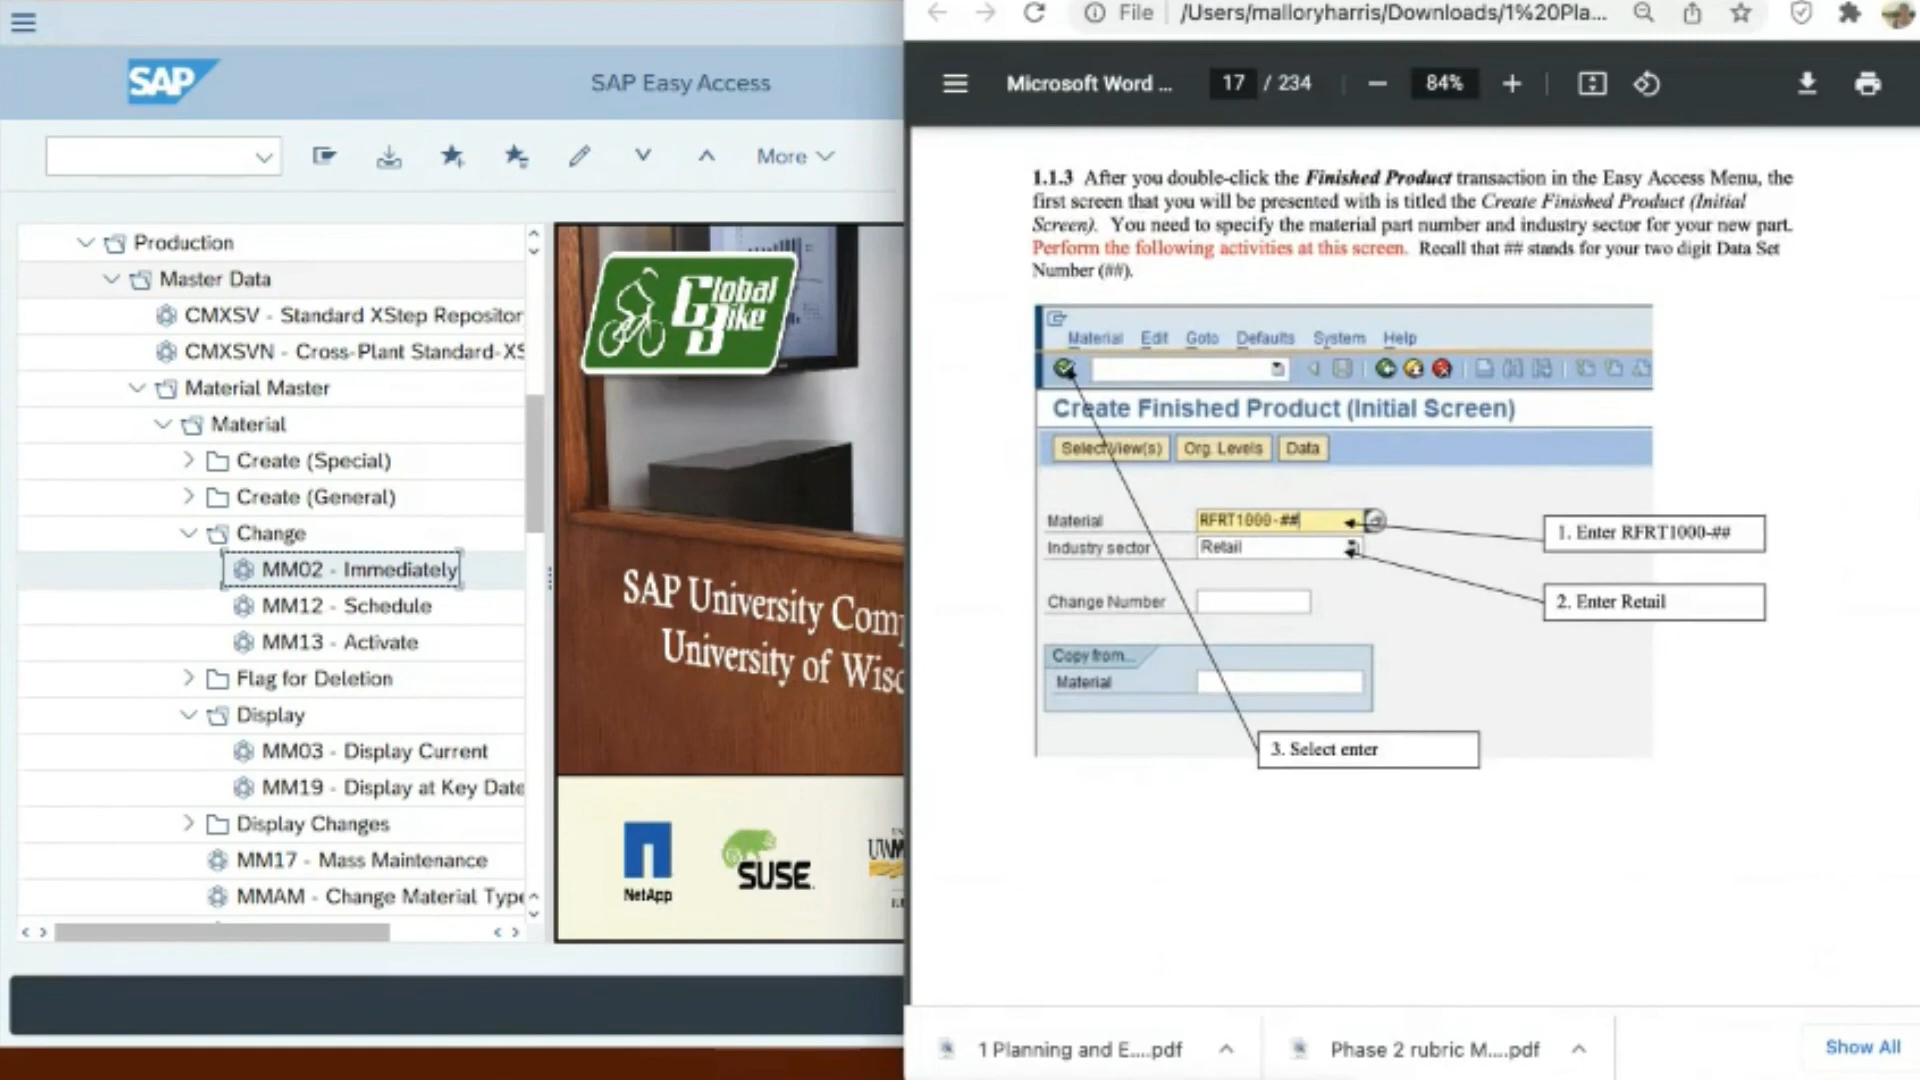 SAP
SAP Easy Access
More
Production
Master Data
CMXSV - Standard XStep Repositor
CMXSVN - Cross-Plant Standard-XS
Material Master
Material
Create (Special)
Create (General)
Change
MM02 - Immediately
MM12 - Schedule
MM13 - Activate
Flag for Deletion
Display
MM03 - Display Current
MM19 - Display at Key Date
Display Changes
MM17 - Mass Maintenance
MMAM - Change Material Type
Global
Bike
SAP University Comp
University of Wisc
NetApp
SUSE
UWM
File
/Users/malloryharris/Downloads/1%20Pla...
Microsoft Word ...
17 / 234
84%
1.1.3 After you double-click the Finished Product transaction in the Easy Access Menu, the
first screen that you will be presented with is titled the Create Finished Product (Initial
Screen). You need to specify the material part number and industry sector for your new part.
Perform the following activities at this screen. Recall that ## stands for your two digit Data Set
Number (##).
Material Edit Goto Defaults System Help
Create Finished Product (Initial Screen)
Select View(s) Org. Levels Data
Material RFRT1000-##
1. Enter RFRT1000-##
Industry sector Retail
2. Enter Retail
Change Number
Copy from...
Material
3. Select enter
1 Planning and E....pdf
Phase 2 rubric M....pdf
Show All